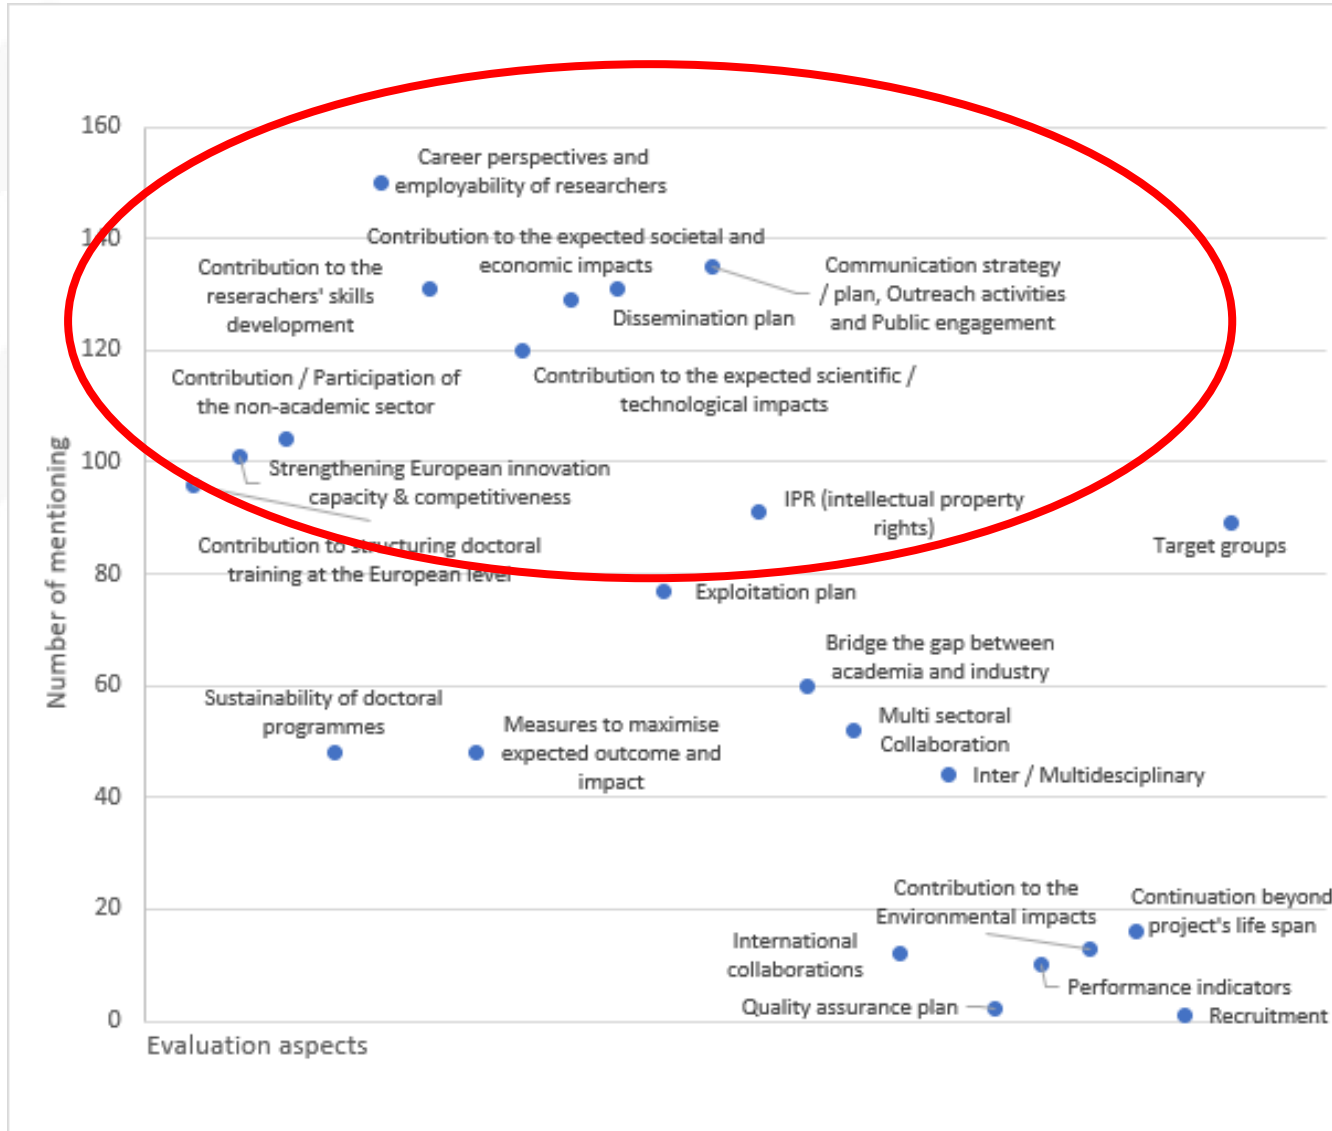 160
Career perspectives and
employability of researchers
140
Contribution to the expected societal and
economic impacts
Contribution to the
reserachers' skills
development
Communication strategy
/ plan, Outreach activities
and Public engagement
Dissemination plan
120
Contribution / Participation of
the non-academic sector
Contribution to the expected scientific /
technological impacts
100
Strengthening European innovation
capacity & competitiveness
IPR (intellectual property
rights)
Contribution to structuring doctoral
training at the European level
Target groups
80
Exploitation plan
Number of mentioning
Bridge the gap between
academia and industry
60
Sustainability of doctoral
programmes
Measures to maximise
expected outcome and
impact
Multi sectoral
Collaboration
Inter / Multidesciplinary
40
20
Contribution to the
Environmental impacts
Continuation beyond
project's life span
International
collaborations
Performance indicators
Quality assurance plan
Recruitment
0
Evaluation aspects